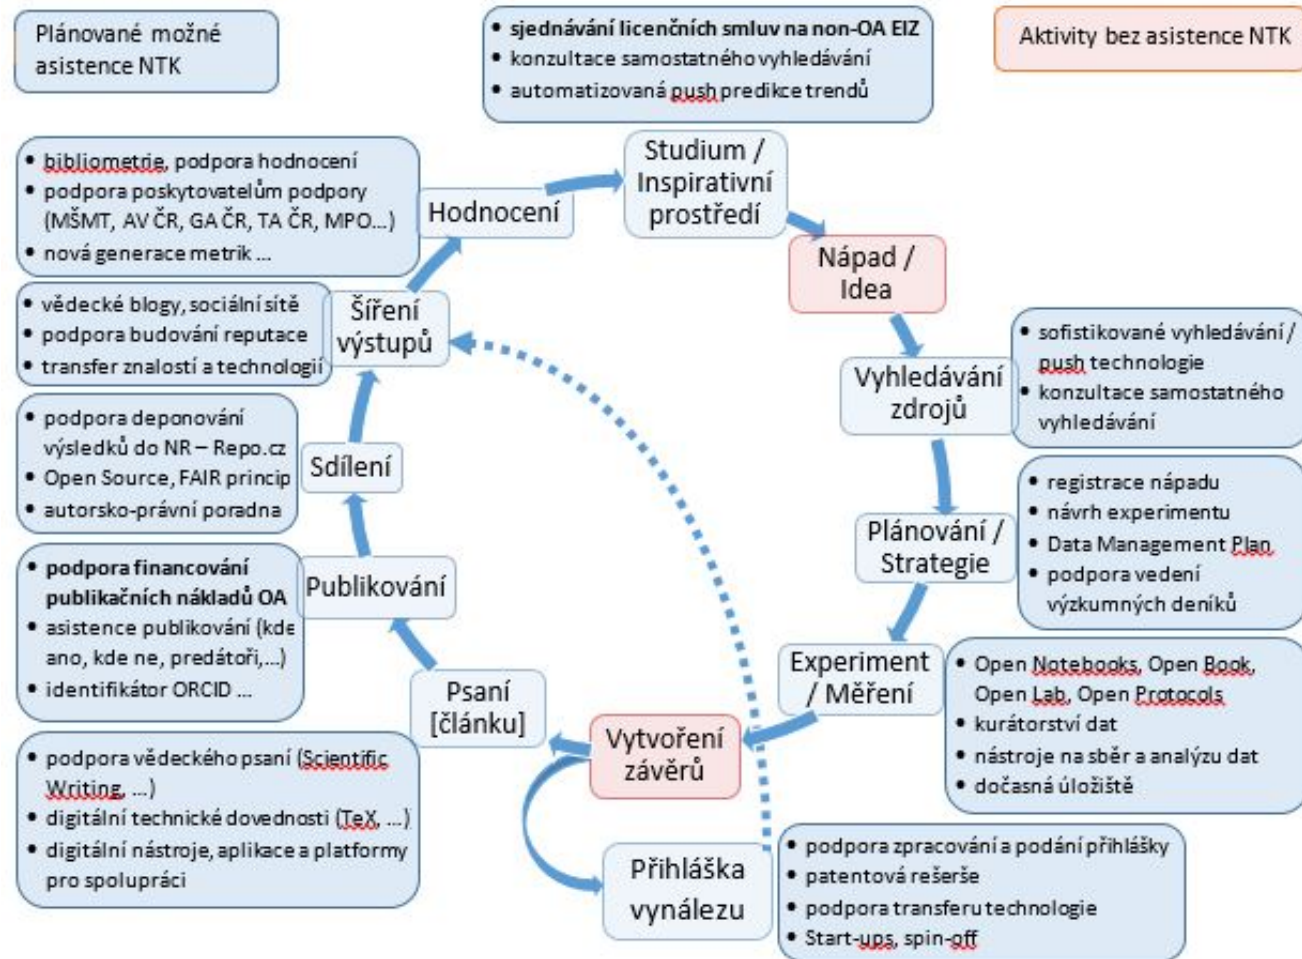 Plánované možné
asistence NTK
• sjednávání licenčních smluv na non-OA EIZ
• konzultace samostatného vyhledávání
• automatizovaná push predikce trendů
Aktivity bez asistence NTK
Studium /
Inspirativní
prostředí
Nápad /
Idea
Vyhledávání
zdrojů
• sofistikované vyhledávání /
push technologie
• konzultace samostatného
vyhledávání
Plánování /
Strategie
• registrace nápadu
• návrh experimentu
• Data Management Plan
• podpora vedení
výzkumných deníků
Experiment
/ Měření
• Open Notebooks, Open Book,
Open Lab, Open Protocols
• kurátorství dat
• nástroje na sběr a analýzu dat
• dočasná úložiště
Vytvoření
závěrů
Přihláška
vynálezu
• podpora zpracování a podání přihlášky
• patentová rešerše
• podpora transferu technologie
• Start-ups, spin-off
Psaní
[článku]
• podpora vědeckého psaní (Scientific
Writing, ...)
• digitální technické dovednosti (TeX, ...)
• digitální nástroje, aplikace a platformy
pro spolupráci
Publikování
• podpora financování
publikačních nákladů OA
• asistence publikování (kde
ano, kde ne, predátoři,...)
• identifikátor ORCID ...
Sdílení
• podpora deponování
výsledků do NR – Repo.cz
• Open Source, FAIR princip
• autorsko-právní poradna
Šíření
výstupů
• vědecké blogy, sociální sítě
• podpora budování reputace
• transfer znalostí a technologií
Hodnocení
• bibliometrie, podpora hodnocení
• podpora poskytovatelům podpory
(MŠMT, AV ČR, GA ČR, TA ČR, MPO...)
• nová generace metrik ...